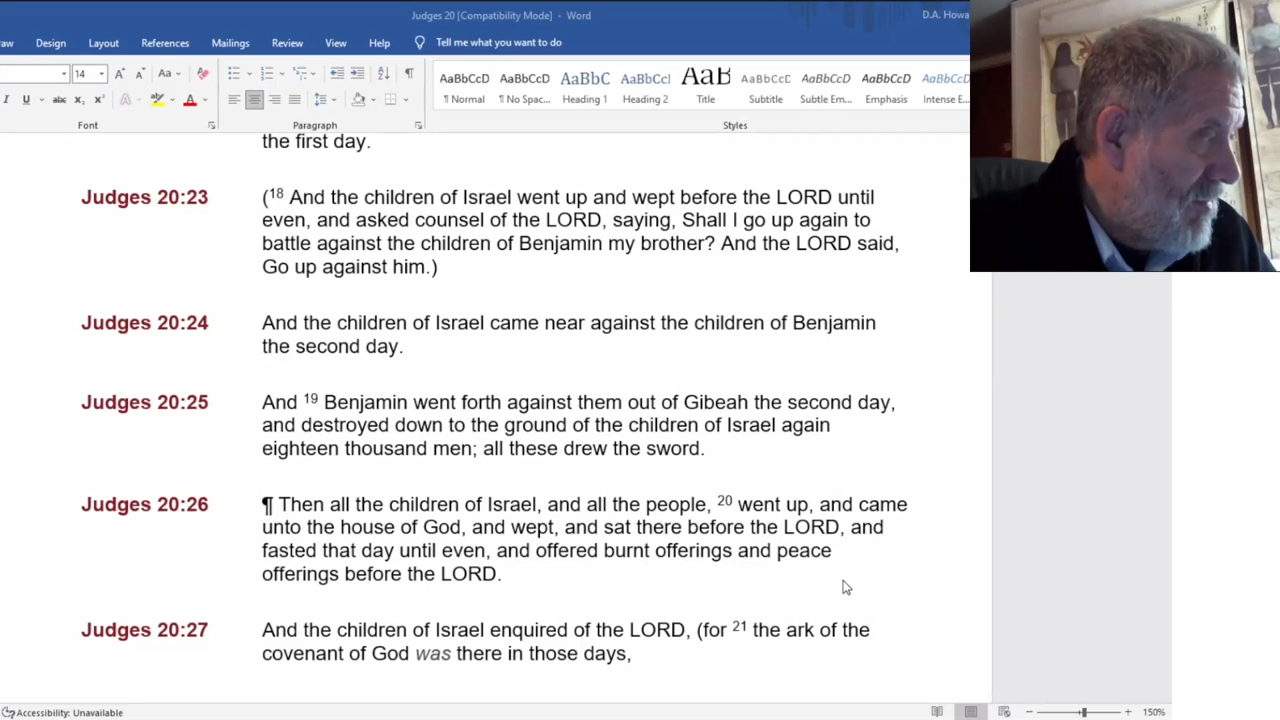 Judges 20 [Compatibility Mode] - Word D.A. Howa
aw Design Layout References Mailings Review View Help Tell me what you want to do
14 Aa
I U abc x₂ x² A A
AaBbCcD AaBbCcD AaBbC AaBbCcI AaB AaBbCcD AaBbCcD AaBbCcD AaBbCcD
¶ Normal ¶ No Spac... Heading 1 Heading 2 Title Subtitle Subtle Em... Emphasis Intense E...
Font Paragraph Styles
the first day.
Judges 20:23 (18 And the children of Israel went up and wept before the LORD until
even, and asked counsel of the LORD, saying, Shall I go up again to
battle against the children of Benjamin my brother? And the LORD said,
Go up against him.)
Judges 20:24 And the children of Israel came near against the children of Benjamin
the second day.
Judges 20:25 And 19 Benjamin went forth against them out of Gibeah the second day,
and destroyed down to the ground of the children of Israel again
eighteen thousand men; all these drew the sword.
Judges 20:26 ¶ Then all the children of Israel, and all the people, 20 went up, and came
unto the house of God, and wept, and sat there before the LORD, and
fasted that day until even, and offered burnt offerings and peace
offerings before the LORD.
Judges 20:27 And the children of Israel enquired of the LORD, (for 21 the ark of the
covenant of God was there in those days,
Accessibility: Unavailable 150%